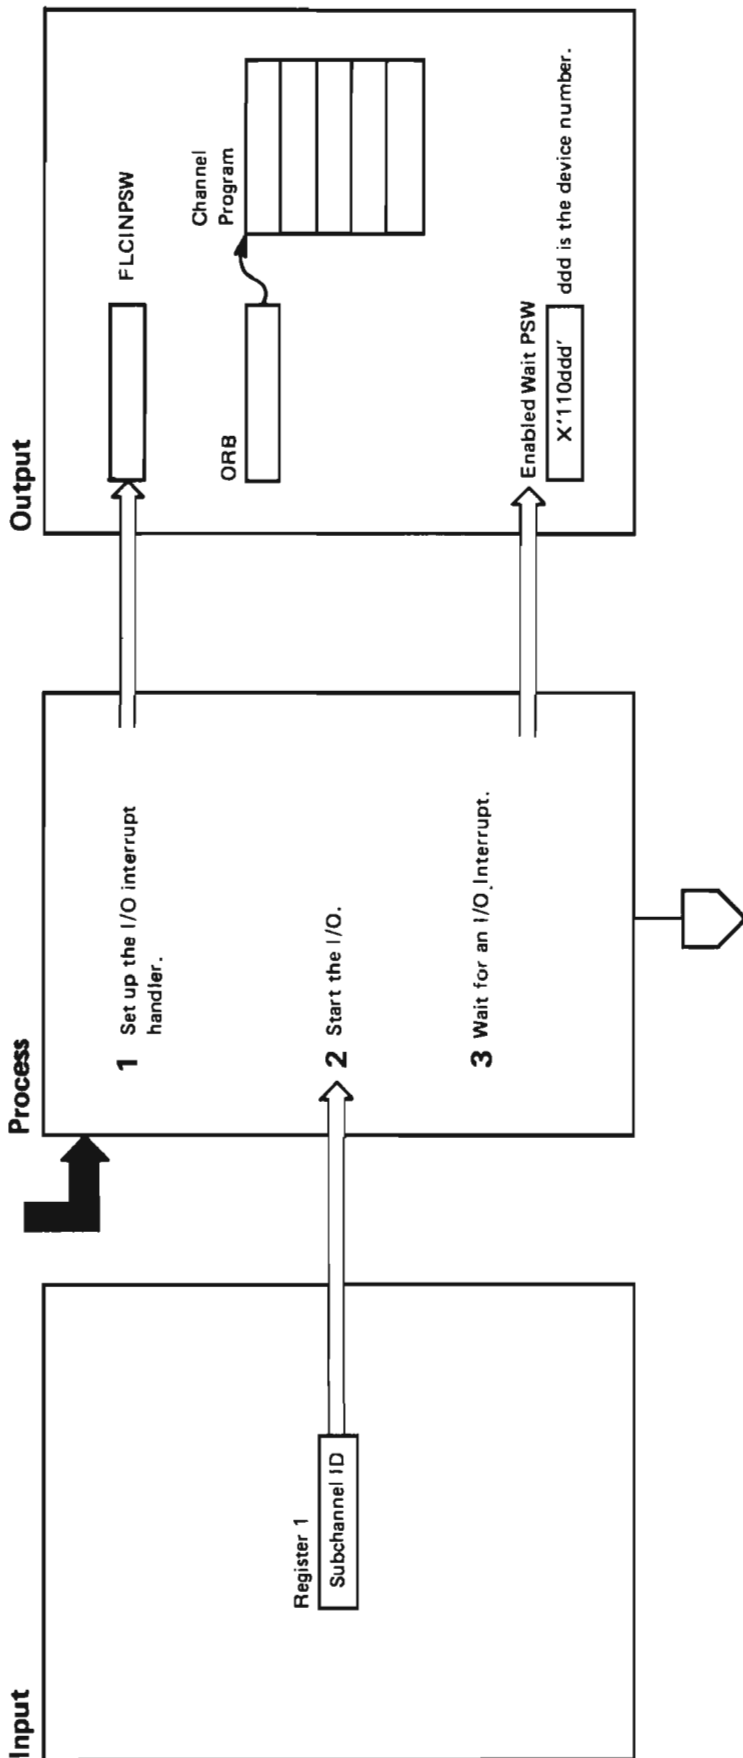 Input
Register 1
Subchannel ID
Process
1 Set up the I/O interrupt
handler.
2 Start the I/O.
3 Wait for an I/O Interrupt.
Output
FLCINPSW
ORB
Channel
Program
Enabled Wait PSW
X'110ddd'
ddd is the device number.